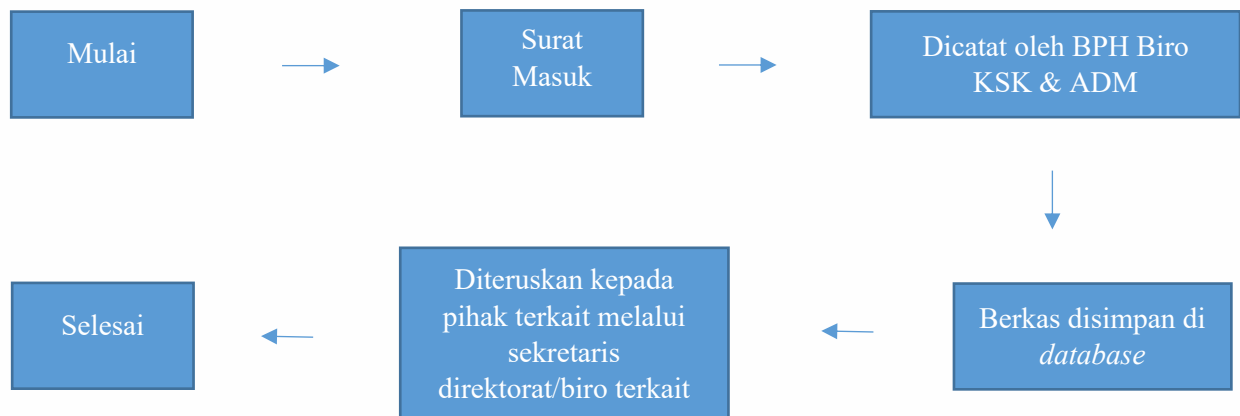 Mulai
Surat
Masuk
Dicatat oleh BPH Biro
KSK & ADM
Berkas disimpan di
database
Diteruskan kepada
pihak terkait melalui
sekretaris
direktorat/biro terkait
Selesai